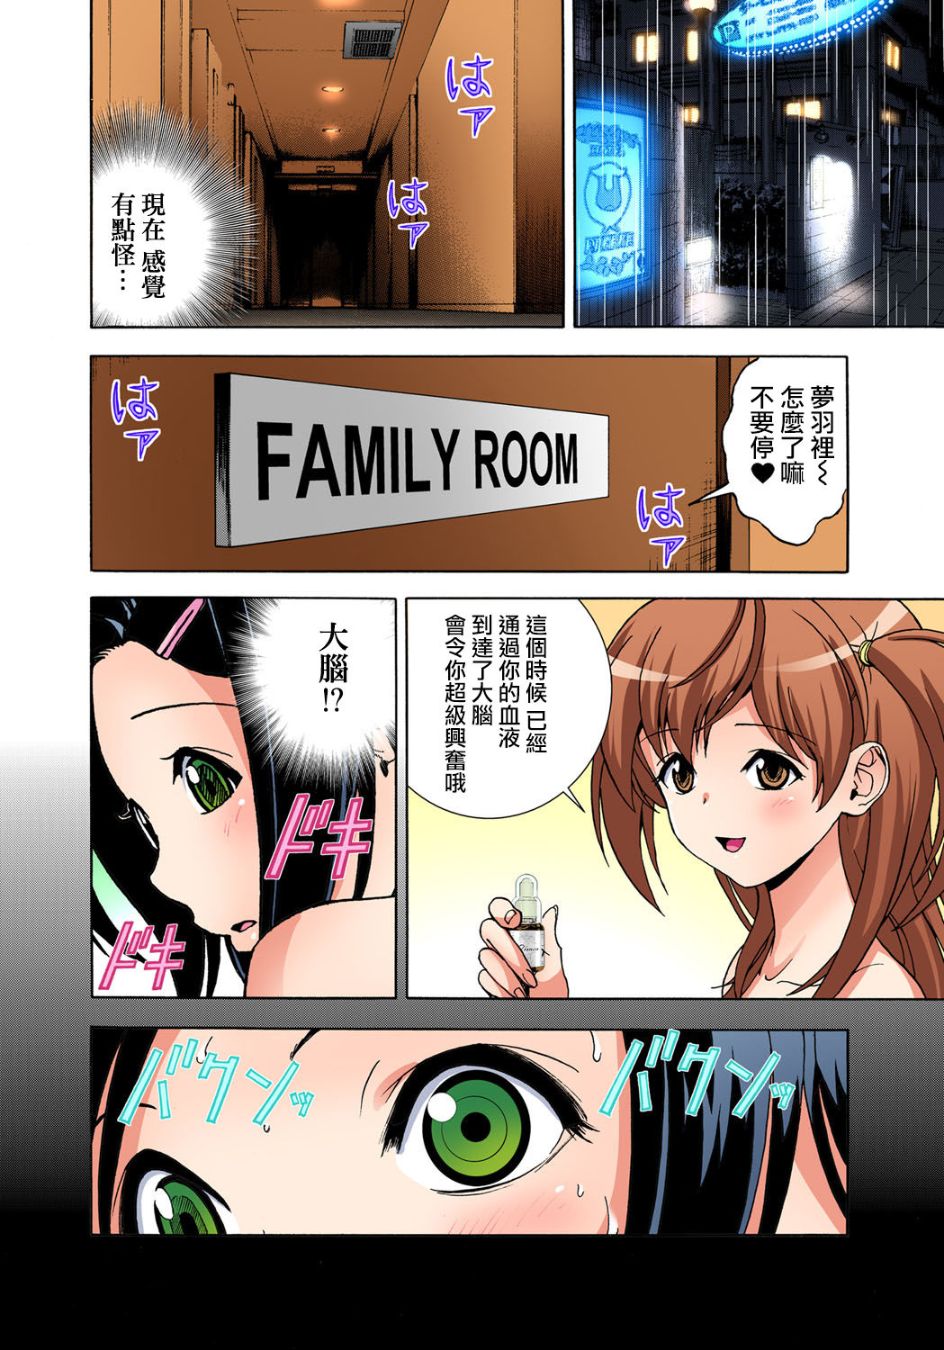 はァ
はァ
現在 感覺
有點怪…
夢羽裡～
怎麼了嘛
不要停♥
はァ
FAMILY ROOM
はァ
這個時候 已經
通過你的血液
到達了大腦
會令你超級興奮哦
大腦!?
ドキ
ドキ
バクンッ
バクンッ